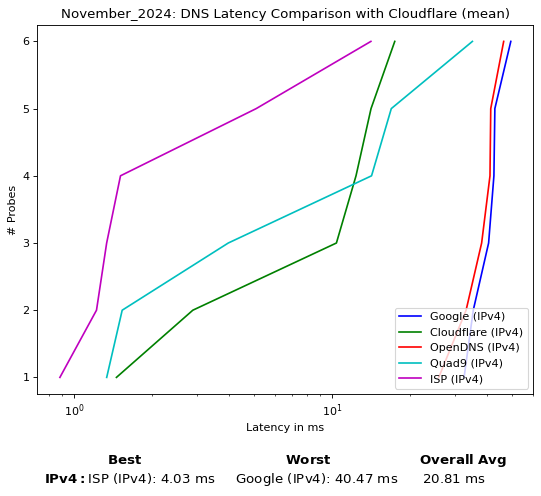 November_2024: DNS Latency Comparison with Cloudflare (mean)
6
5
4
3
2
1
# Probes
Google (IPv4)
Cloudflare (IPv4)
OpenDNS (IPv4)
Quad9 (IPv4)
ISP (IPv4)
10⁰ 10¹
Latency in ms
Best Worst Overall Avg
IPv4: ISP (IPv4): 4.03 ms Google (IPv4): 40.47 ms 20.81 ms